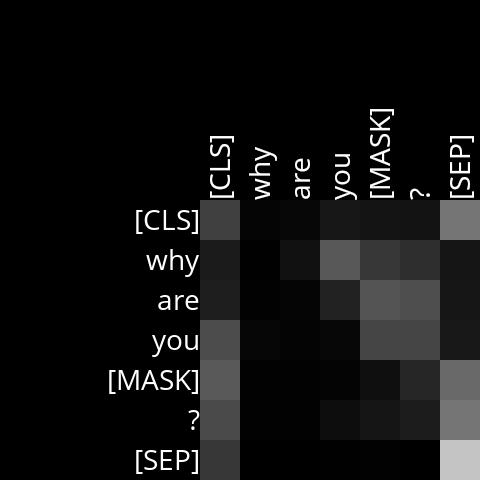 [CLS] why are you [MASK] ? [SEP]
[CLS]
why
are
you
[MASK]
?
[SEP]